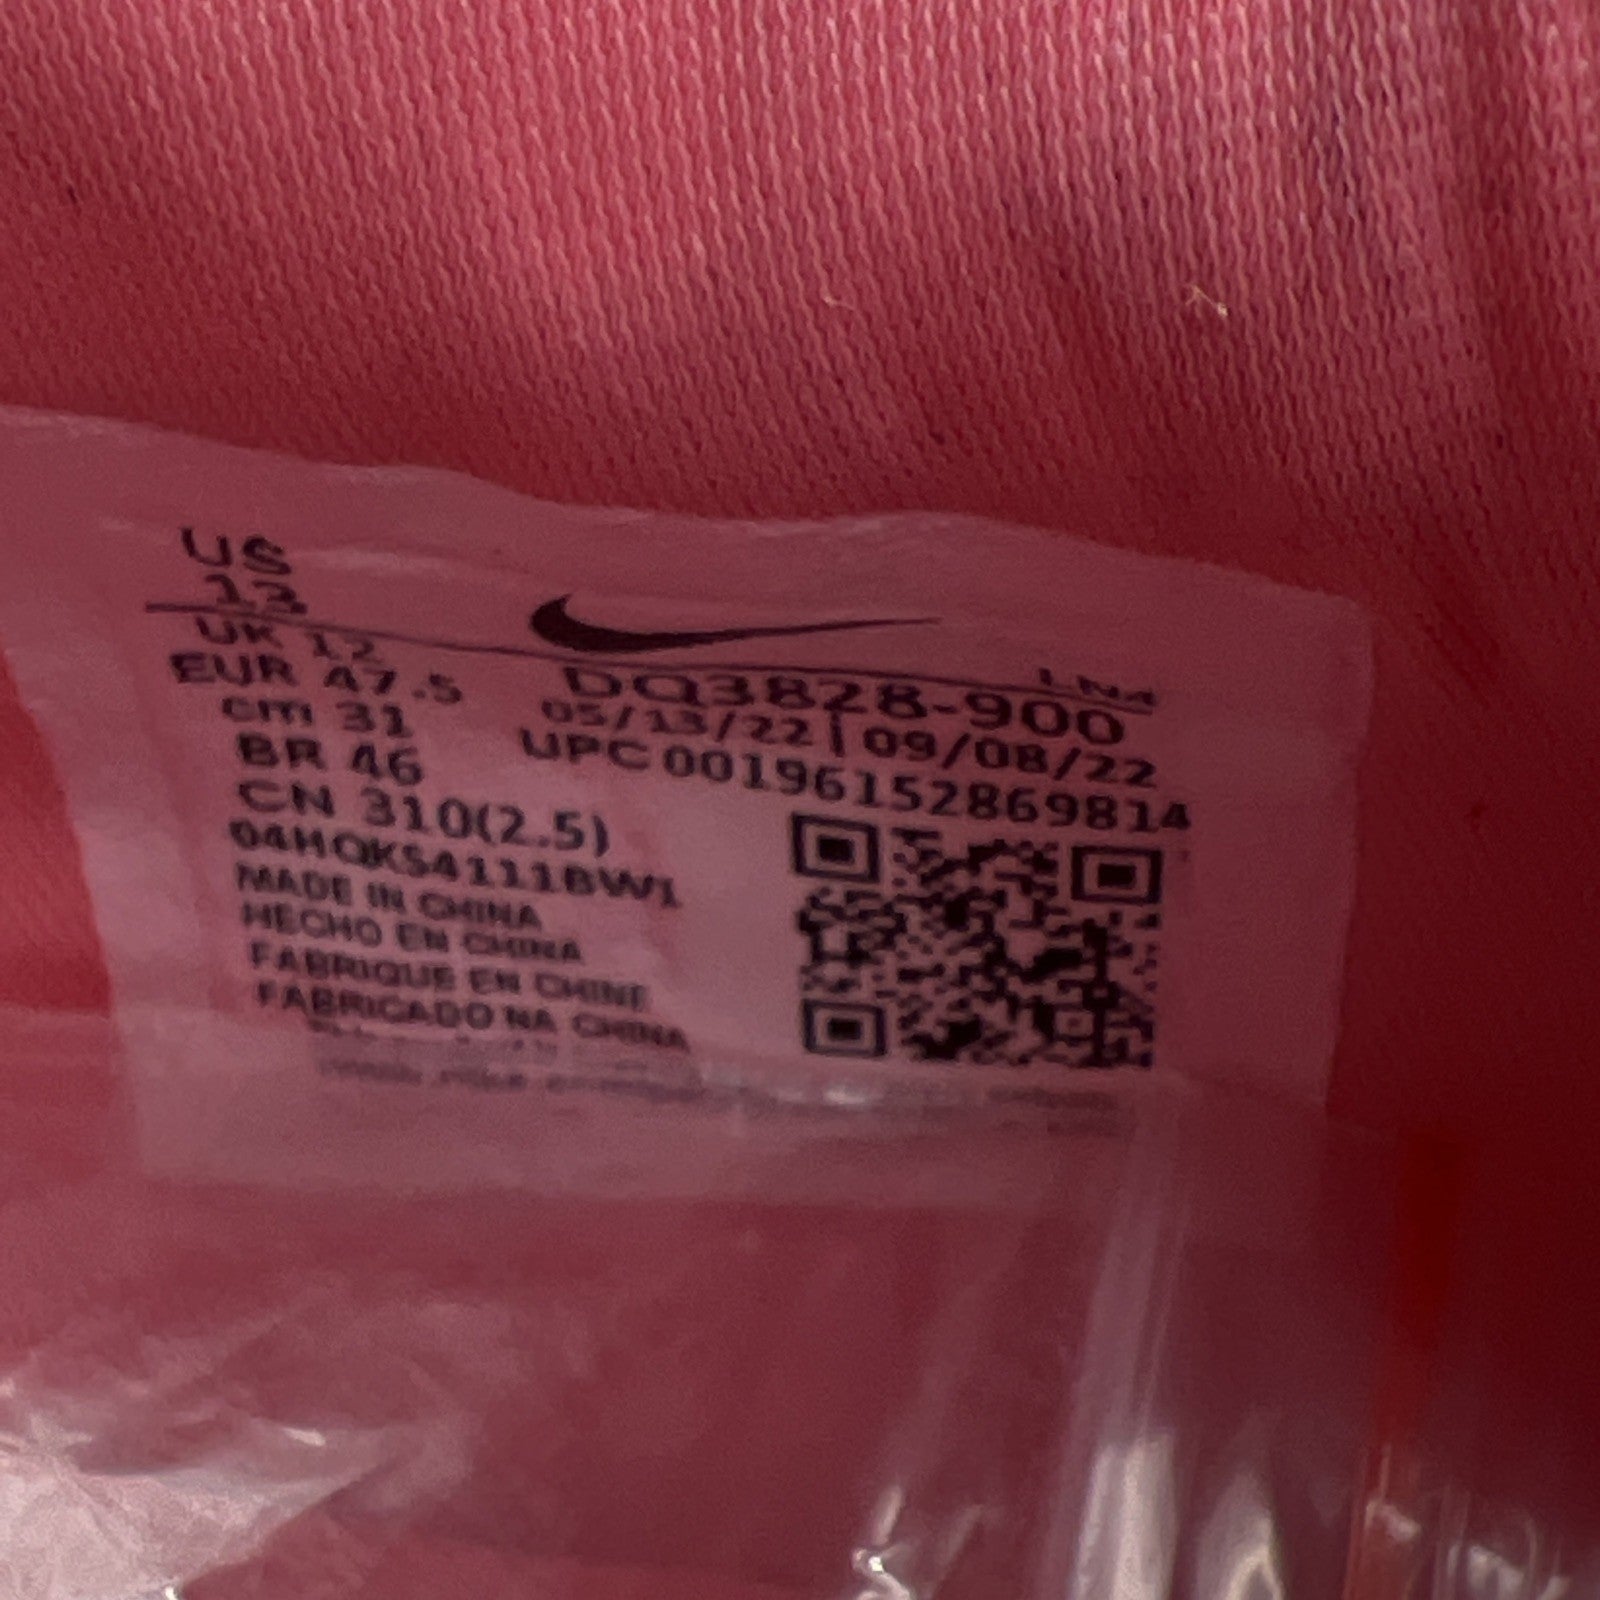 US
13
UK 12
EUR 47.5
cm 31
BR 46
CN 310(2.5)
04HQKS4111BW1
MADE IN CHINA
HECHO EN CHINA
FABRIQUE EN CHINE
FABRICADO NA CHINA
DQ3828-900
05/13/22 | 09/08/22
UPC 00196152869814